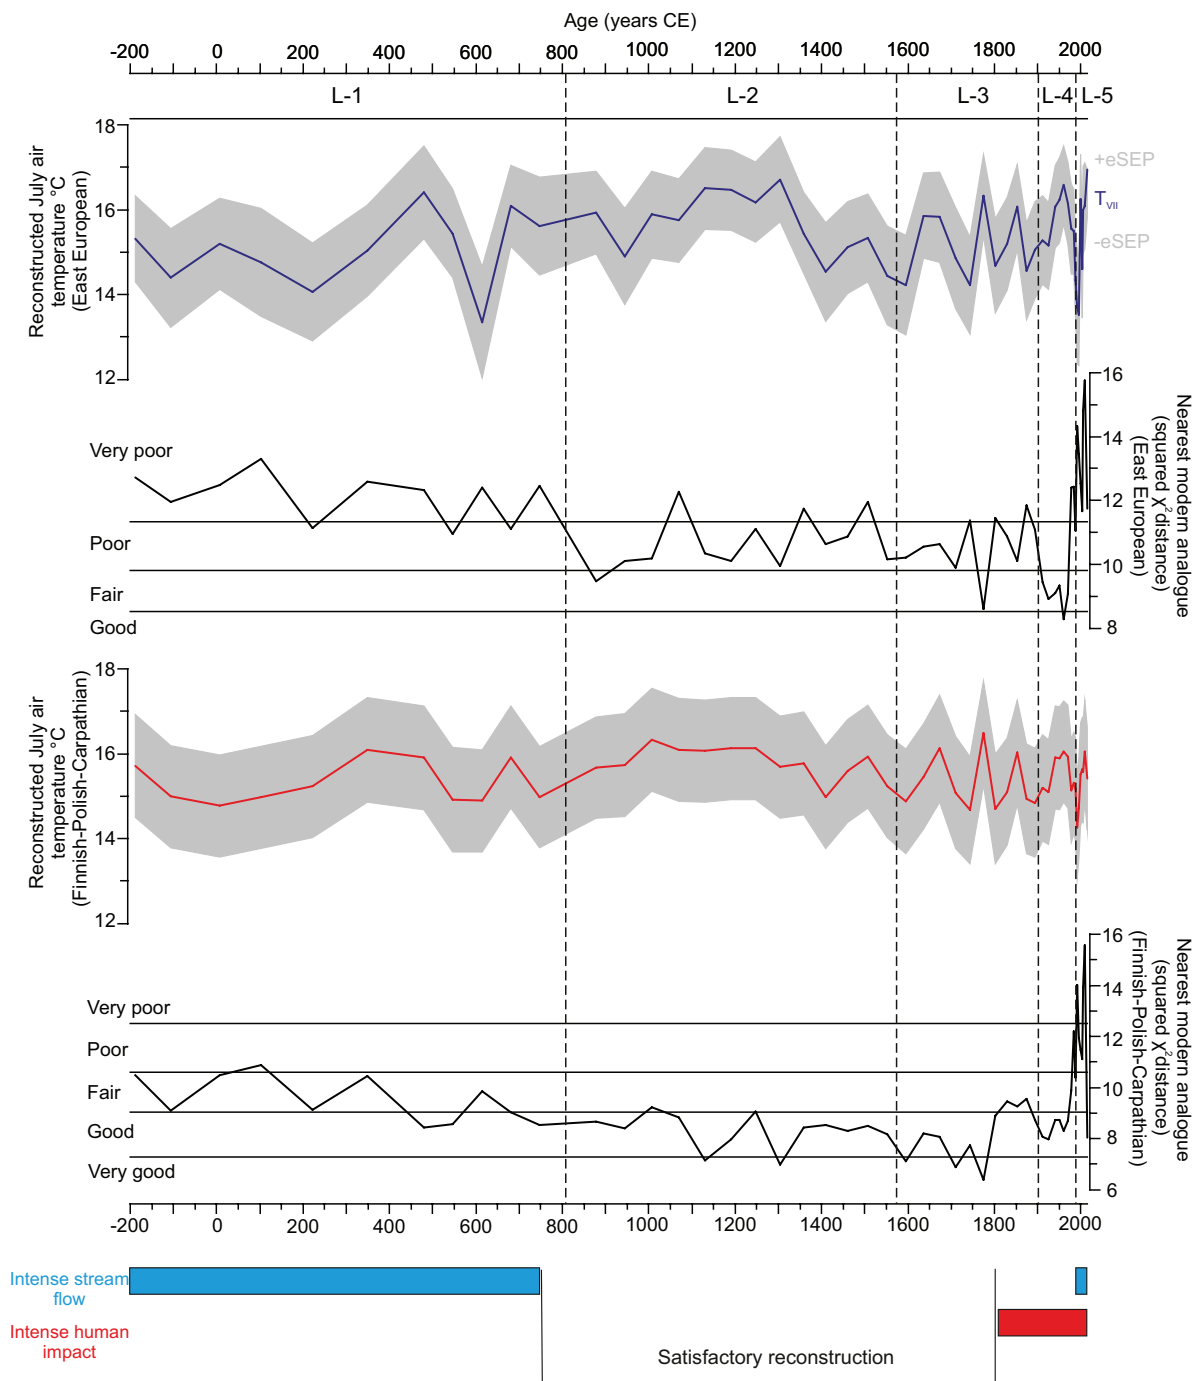 Age (years CE)
-200 0 200 400 600 800 1000 1200 1400 1600 1800 2000
L-1 L-2 L-3 L-4 L-5
Reconstructed July air
temperature °C
(East European)
18
16
14
12
+eSEP
TVII
-eSEP
Very poor
Poor
Fair
Good
16
14
12
10
8
Nearest modern analogue
(squared χ² distance)
(East European)
Reconstructed July air
temperature °C
(Finnish-Polish-Carpathian)
18
16
14
12
Very poor
Poor
Fair
Good
Very good
16
14
12
10
8
6
Nearest modern analogue
(squared χ² distance)
(Finnish-Polish-Carpathian)
-200 0 200 400 600 800 1000 1200 1400 1600 1800 2000
Intense stream
flow
Intense human
impact
Satisfactory reconstruction